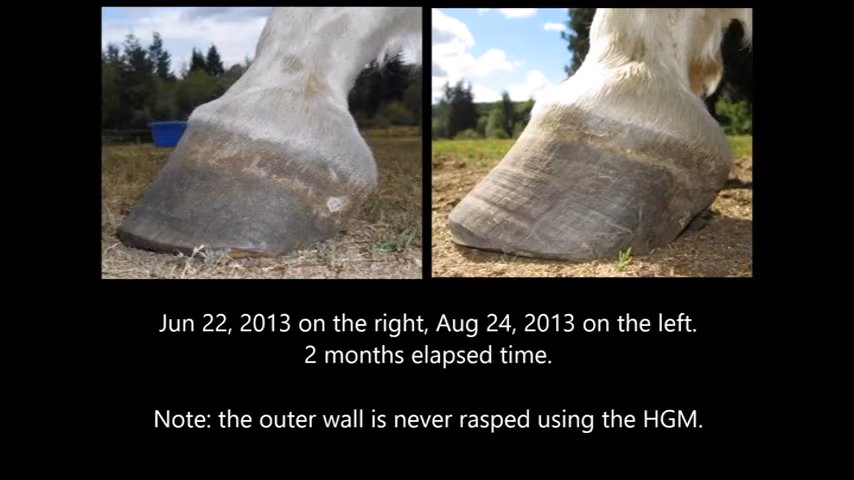 Jun 22, 2013 on the right, Aug 24, 2013 on the left.
2 months elapsed time.
Note: the outer wall is never rasped using the HGM.